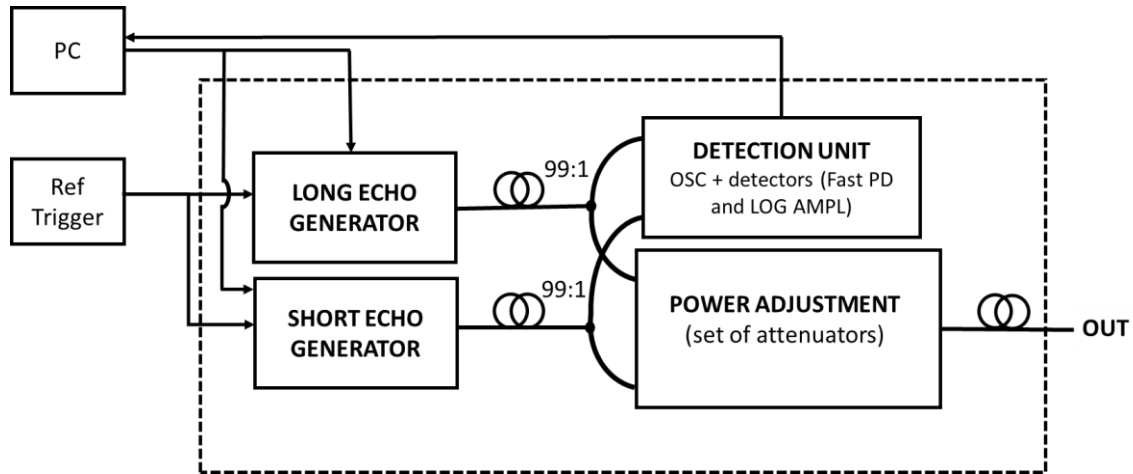 PC
Ref
Trigger
LONG ECHO
GENERATOR
99:1
SHORT ECHO
GENERATOR
99:1
DETECTION UNIT
OSC + detectors (Fast PD
and LOG AMPL)
POWER ADJUSTMENT
(set of attenuators)
OUT